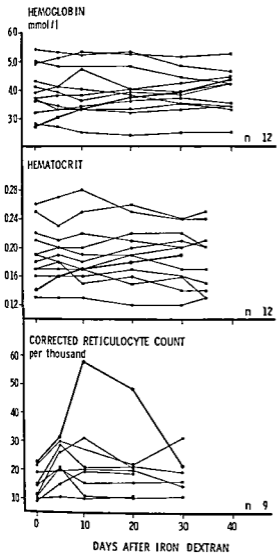 HEMOGLOBIN
mmol/l
60
50
40
30
n 12
HEMATOCRIT
0.28
0.24
0.20
0.16
0.12
n 12
CORRECTED RETICULOCYTE COUNT
per thousand
60
50
40
30
20
10
n 9
0 10 20 30 40
DAYS AFTER IRON DEXTRAN